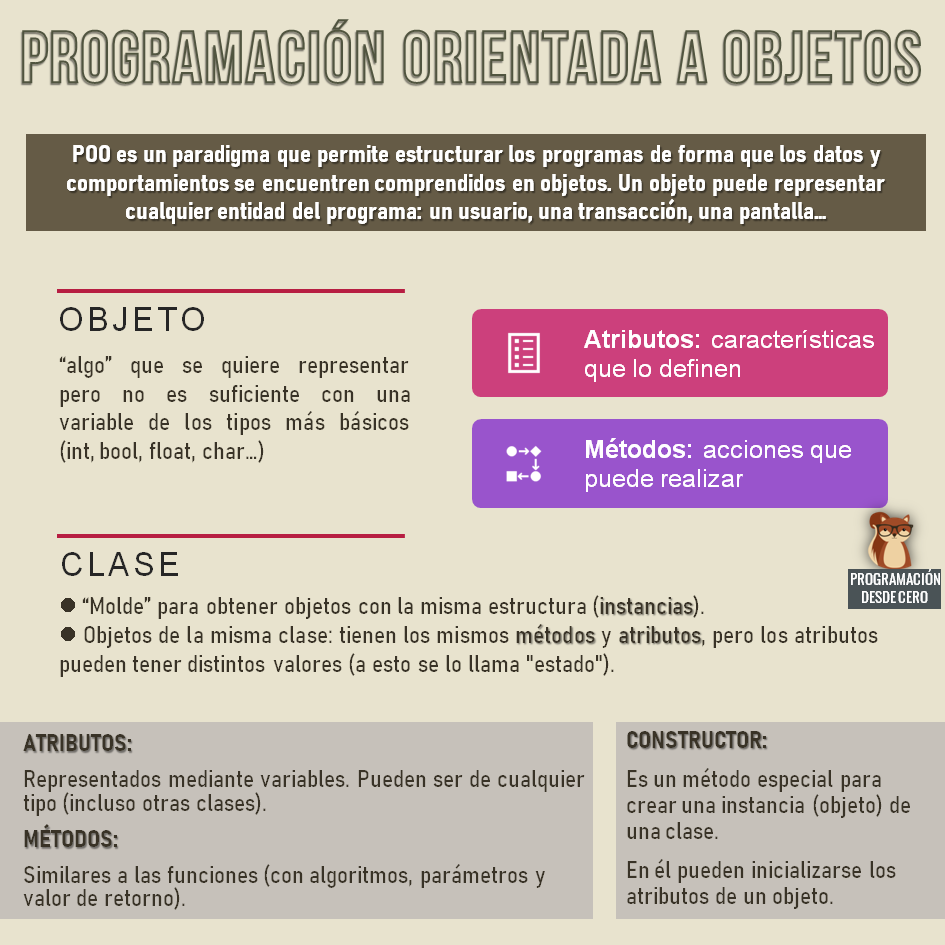 PROGRAMACIÓN ORIENTADA A OBJETOS
POO es un paradigma que permite estructurar los programas de forma que los datos y
comportamientos se encuentren comprendidos en objetos. Un objeto puede representar
cualquier entidad del programa: un usuario, una transacción, una pantalla...
OBJETO
“algo” que se quiere representar
pero no es suficiente con una
variable de los tipos más básicos
(int, bool, float, char...)
Atributos: características
que lo definen
Métodos: acciones que
puede realizar
PROGRAMACIÓN
DESDE CERO
CLASE
● “Molde” para obtener objetos con la misma estructura (instancias).
● Objetos de la misma clase: tienen los mismos métodos y atributos, pero los atributos
pueden tener distintos valores (a esto se lo llama "estado").
ATRIBUTOS:
Representados mediante variables. Pueden ser de cualquier
tipo (incluso otras clases).
MÉTODOS:
Similares a las funciones (con algoritmos, parámetros y
valor de retorno).
CONSTRUCTOR:
Es un método especial para
crear una instancia (objeto) de
una clase.
En él pueden inicializarse los
atributos de un objeto.